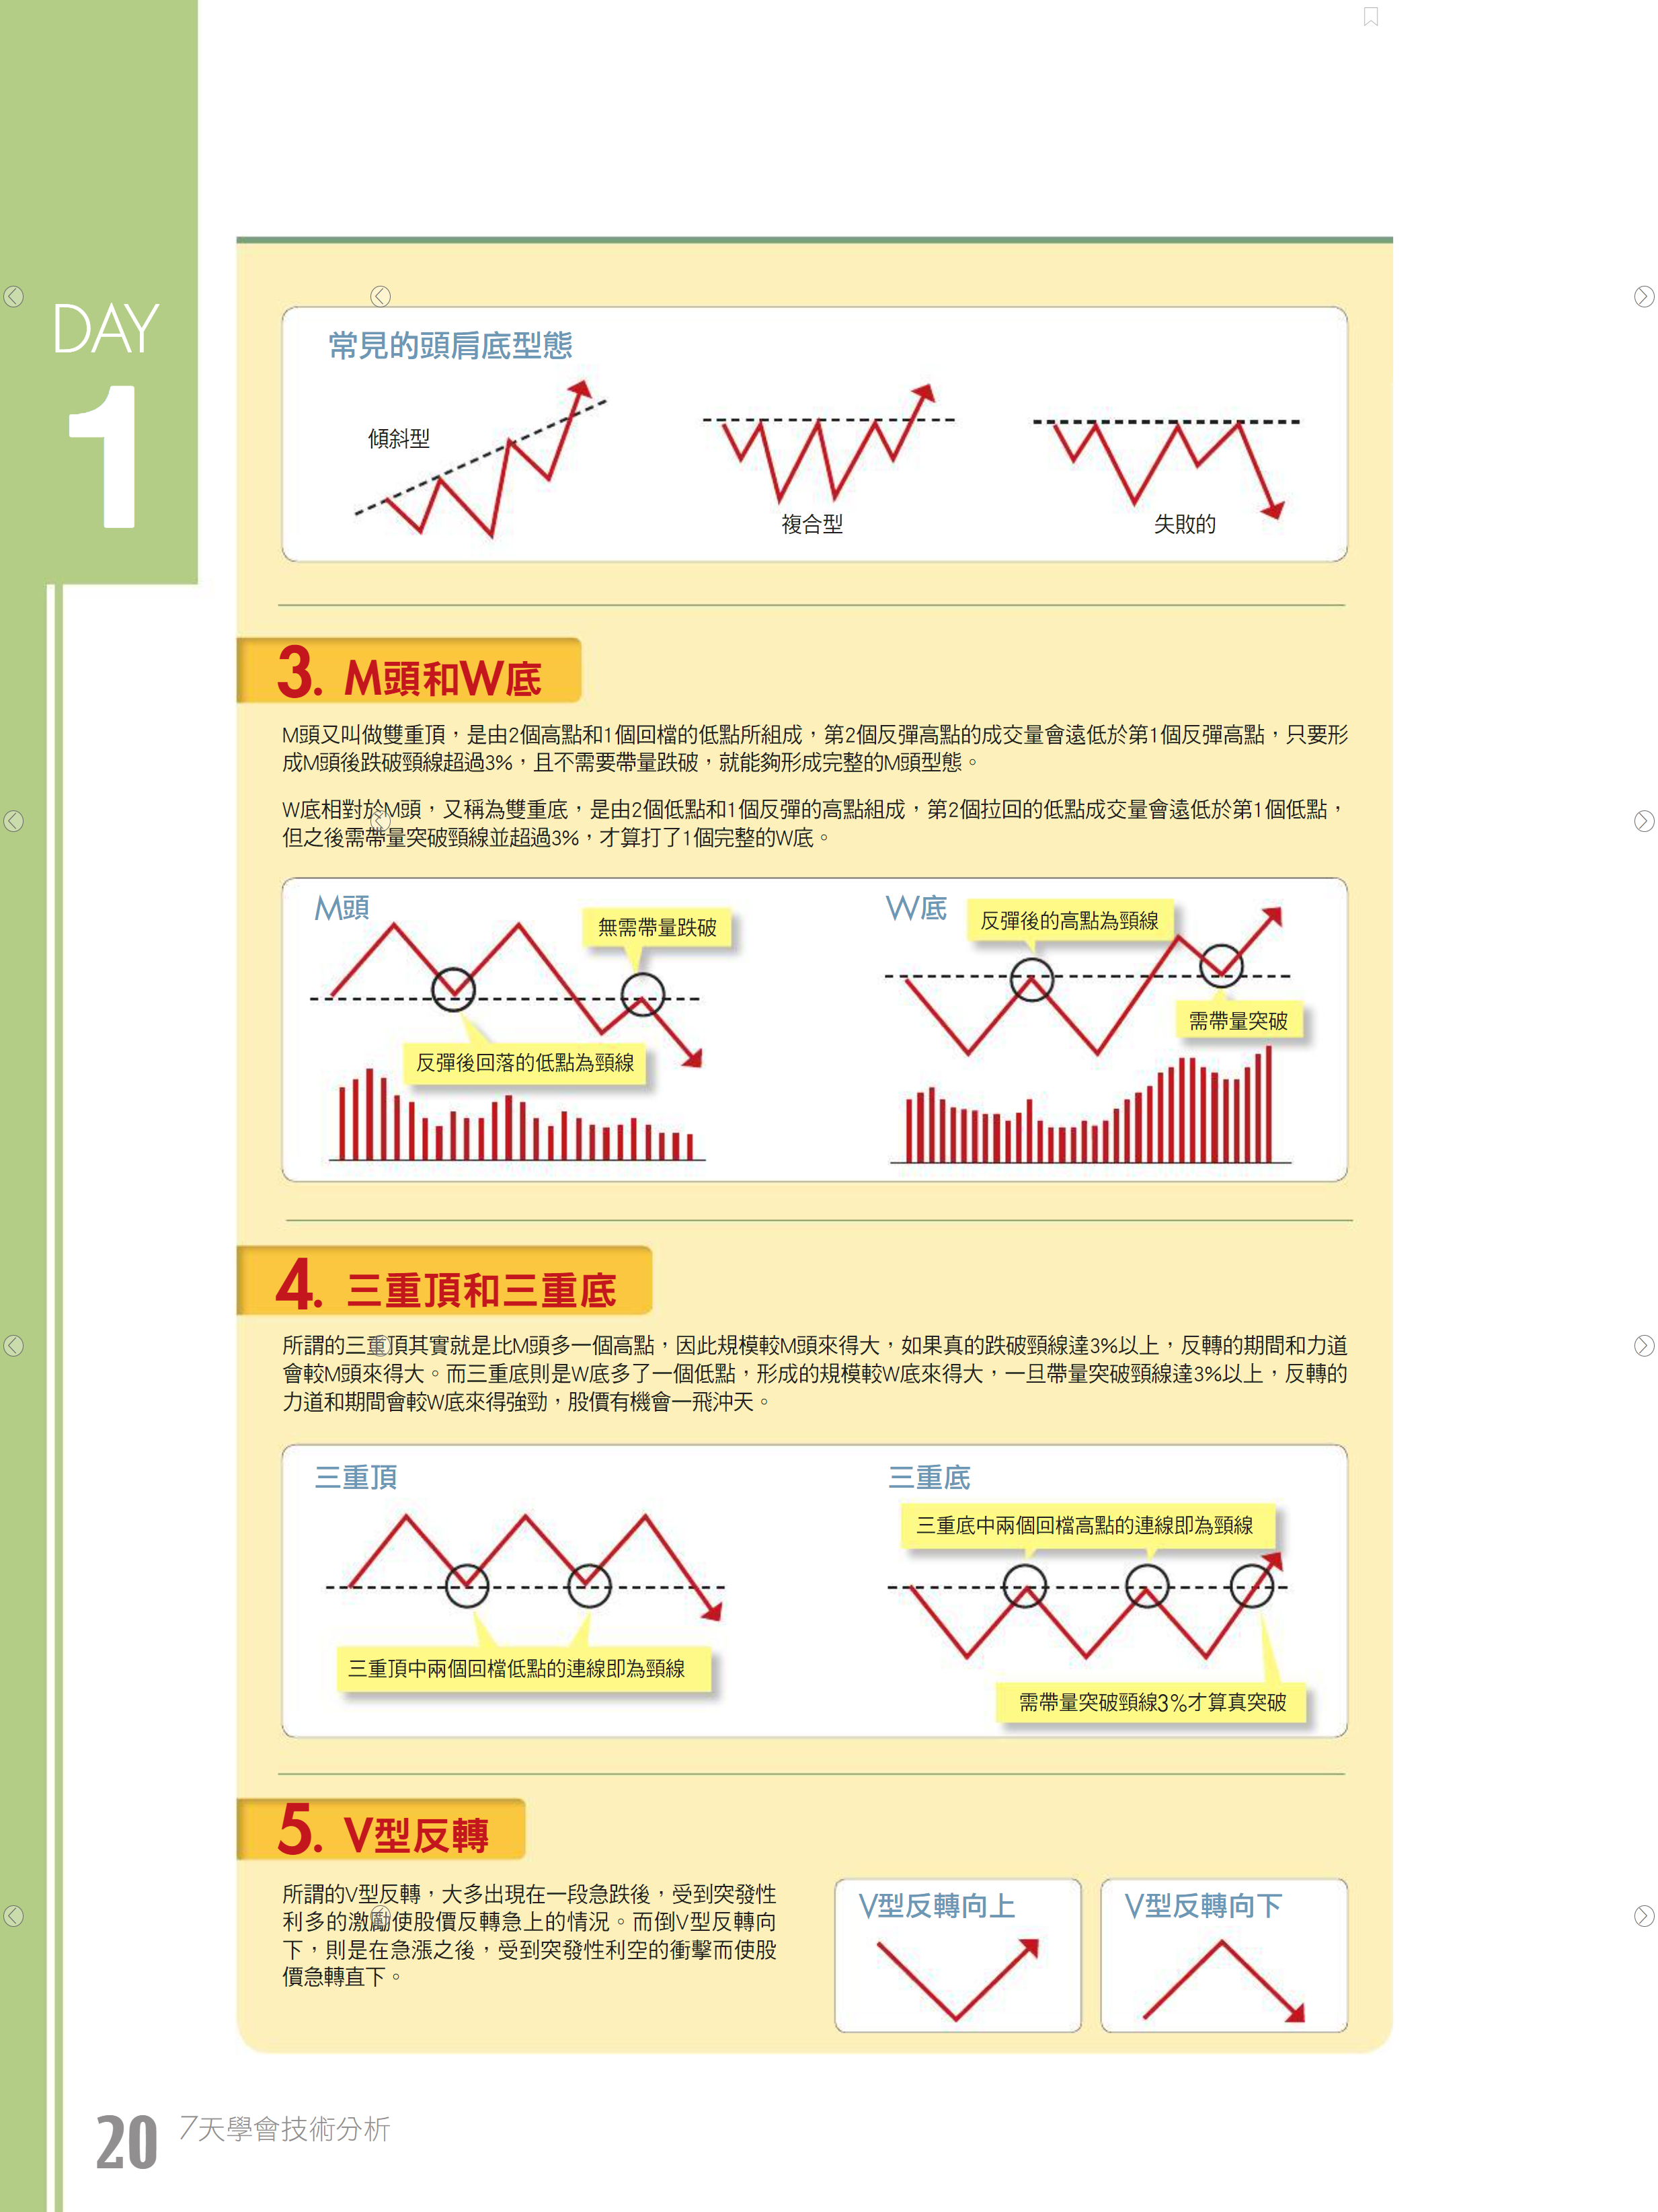 DAY
1
常見的頭肩底型態
傾斜型
複合型
失敗的
3. M頭和W底
M頭又叫做雙重頂，是由2個高點和1個回檔的低點所組成，第2個反彈高點的成交量會遠低於第1個反彈高點，只要形
成M頭後跌破頸線超過3%，且不需要帶量跌破，就能夠形成完整的M頭型態。
W底相對於M頭，又稱為雙重底，是由2個低點和1個反彈的高點組成，第2個拉回的低點成交量會遠低於第1個低點，
但之後需帶量突破頸線並超過3%，才算打了1個完整的W底。
M頭
無需帶量跌破
反彈後回落的低點為頸線
W底
反彈後的高點為頸線
需帶量突破
4. 三重頂和三重底
所謂的三重頂其實就是比M頭多一個高點，因此規模較M頭來得大，如果真的跌破頸線達3%以上，反轉的期間和力道
會較M頭來得大。而三重底則是W底多了一個低點，形成的規模較W底來得大，一旦帶量突破頸線達3%以上，反轉的
力道和期間會較W底來得強勁，股價有機會一飛沖天。
三重頂
三重頂中兩個回檔低點的連線即為頸線
三重底
三重底中兩個回檔高點的連線即為頸線
需帶量突破頸線3%才算真突破
5. V型反轉
所謂的V型反轉，大多出現在一段急跌後，受到突發性
利多的激勵使股價反轉急上的情況。而倒V型反轉向
下，則是在急漲之後，受到突發性利空的衝擊而使股
價急轉直下。
V型反轉向上
V型反轉向下
20 7天學會技術分析